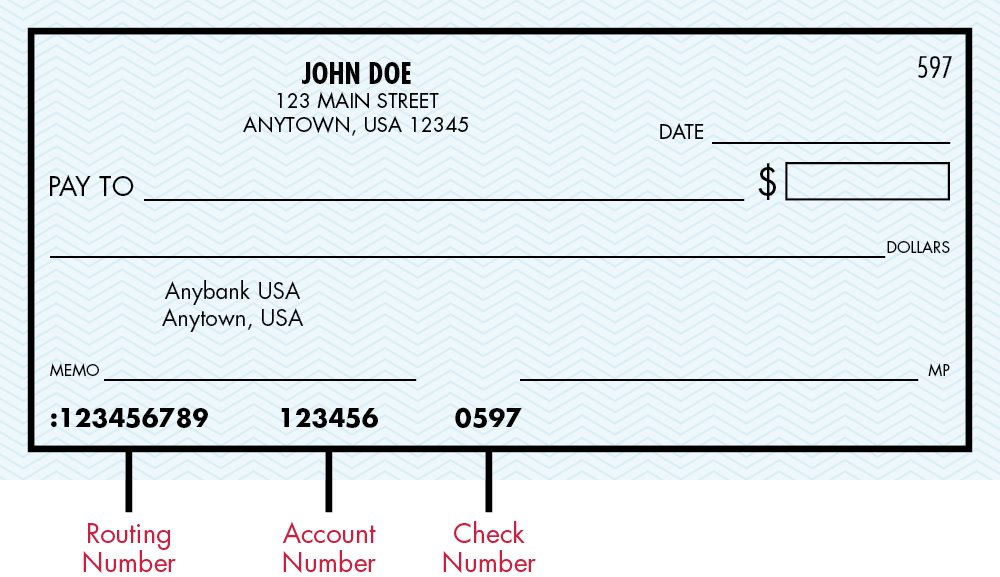 JOHN DOE
597
123 MAIN STREET
ANYTOWN, USA 12345
DATE
PAY TO $
DOLLARS
Anybank USA
Anytown, USA
MEMO MP
:123456789 123456 0597
Routing Account Check
Number Number Number